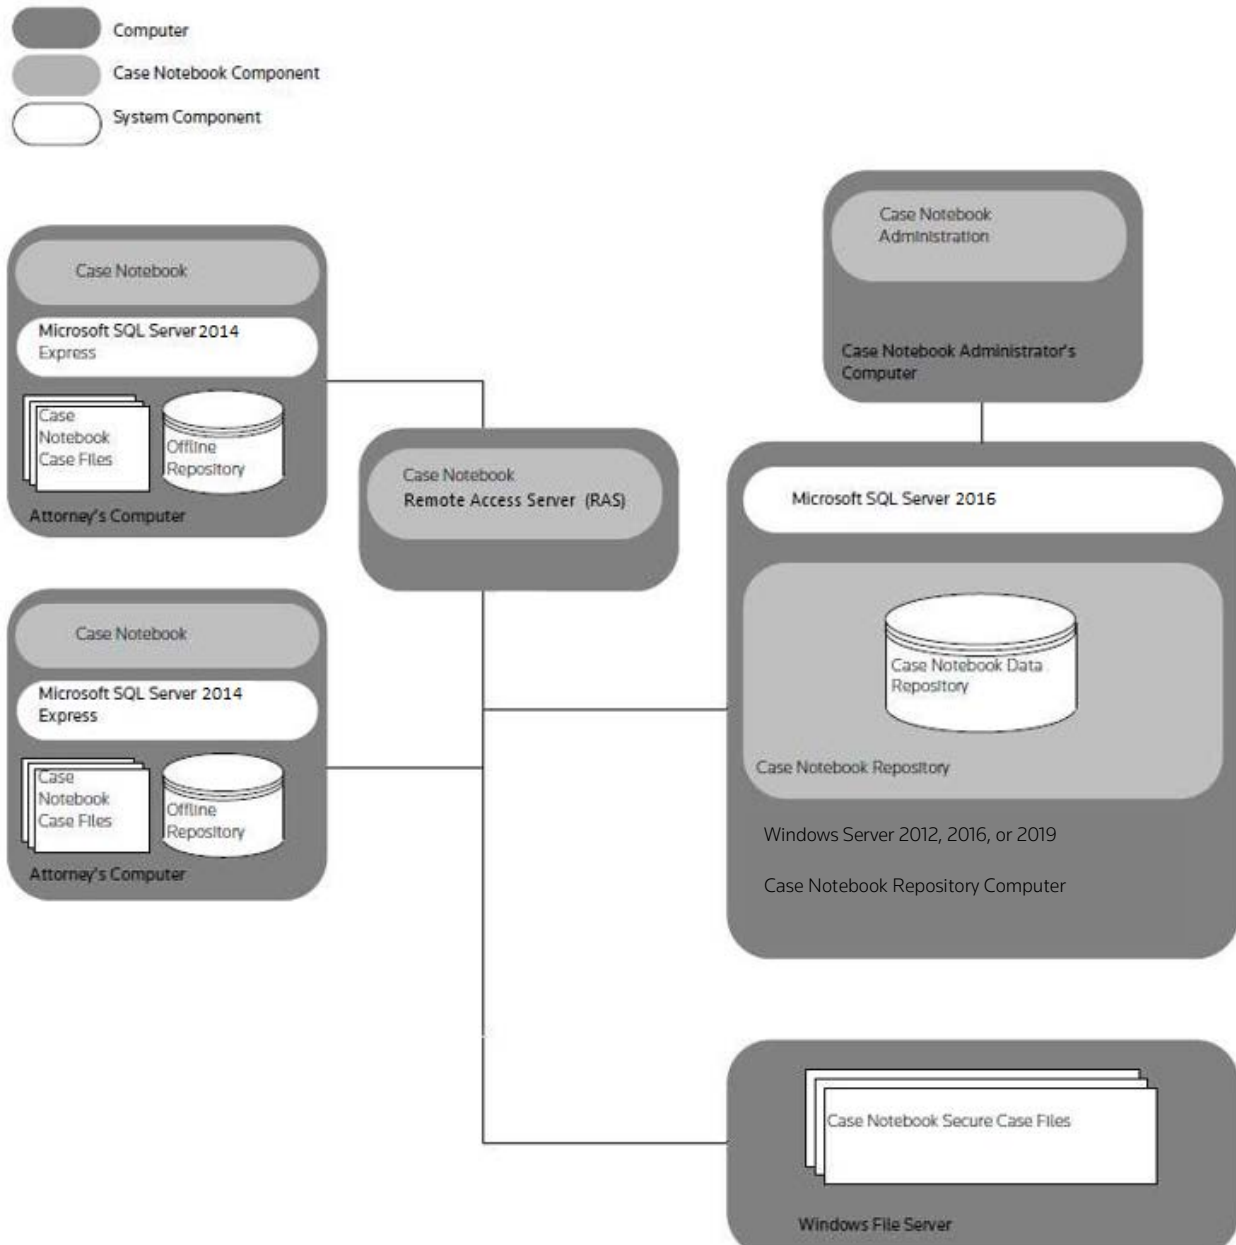 Computer
Case Notebook Component
System Component
Case Notebook
Administration
Case Notebook Administrator's
Computer
Case Notebook
Microsoft SQL Server 2014
Express
Case
Notebook
Case Files
Offline
Repository
Attorney's Computer
Case Notebook
Remote Access Server (RAS)
Microsoft SQL Server 2016
Case Notebook Data
Repository
Case Notebook Repository
Windows Server 2012, 2016, or 2019
Case Notebook Repository Computer
Case Notebook
Microsoft SQL Server 2014
Express
Case
Notebook
Case Files
Offline
Repository
Attorney's Computer
Case Notebook Secure Case Files
Windows File Server